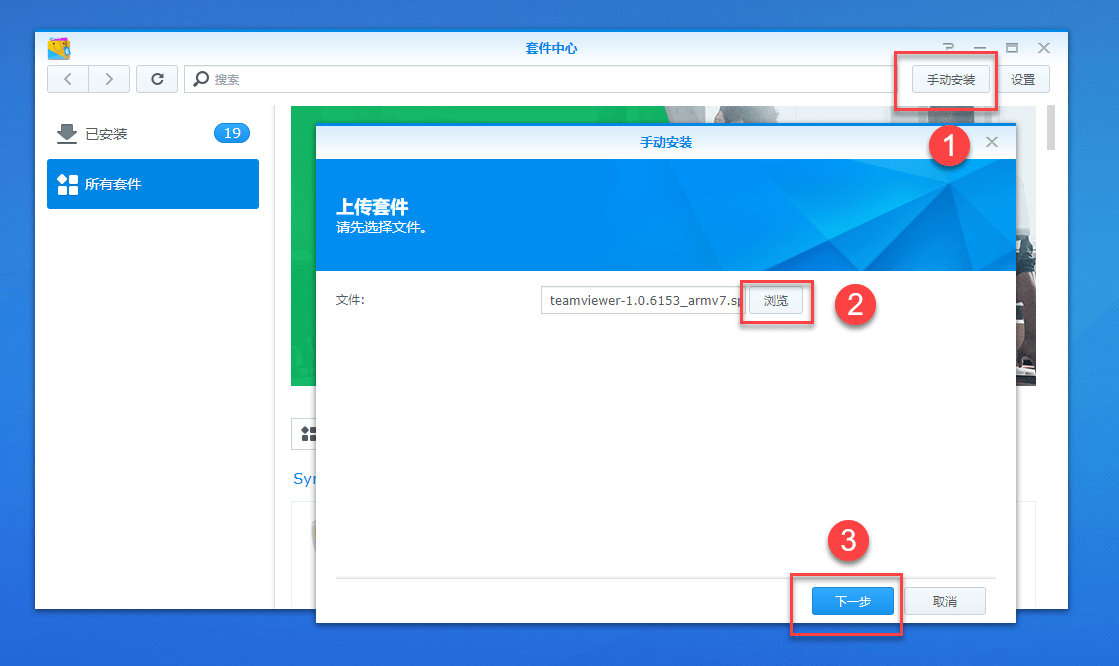 套件中心
搜索
手动安装
设置
已安装
19
所有套件
手动安装
1
上传套件
请先选择文件。
文件:
teamviewer-1.0.6153_armv7.sp
浏览
2
Syn
3
下一步
取消